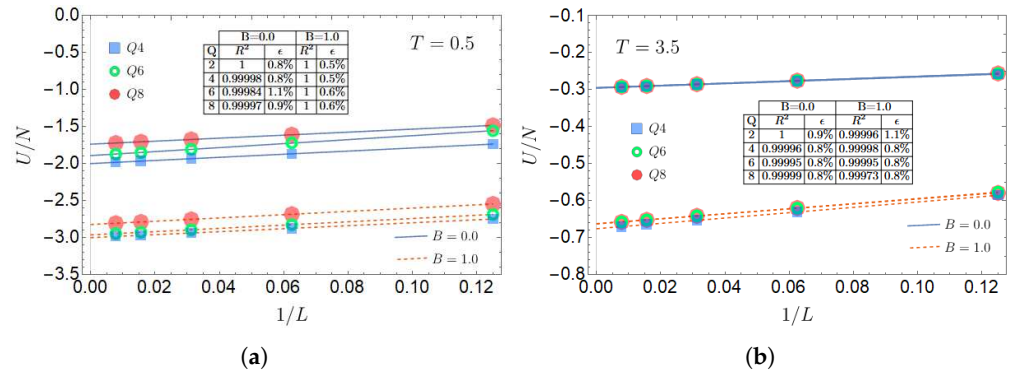 (a)
0.0
-0.5
-1.0
-1.5
-2.0
-2.5
-3.0
-3.5
U/N
Q4
Q6
Q8
B=0.0 B=1.0
Q R² ϵ R² ϵ
2 1 0.8% 1 0.5%
4 0.99998 0.8% 1 0.5%
6 0.99984 1.1% 1 0.6%
8 0.99997 0.9% 1 0.6%
T = 0.5
B = 0.0
B = 1.0
0.00 0.02 0.04 0.06 0.08 0.10 0.12
1/L
(a)
(b)
-0.1
-0.2
-0.3
-0.4
-0.5
-0.6
-0.7
-0.8
U/N
T = 3.5
Q4
Q6
Q8
B=0.0 B=1.0
Q R² ϵ R² ϵ
2 1 0.9% 0.99996 1.1%
4 0.99996 0.8% 0.99998 0.8%
6 0.99995 0.8% 0.99995 0.8%
8 0.99999 0.8% 0.99973 0.8%
B = 0.0
B = 1.0
0.00 0.02 0.04 0.06 0.08 0.10 0.12
1/L
(b)